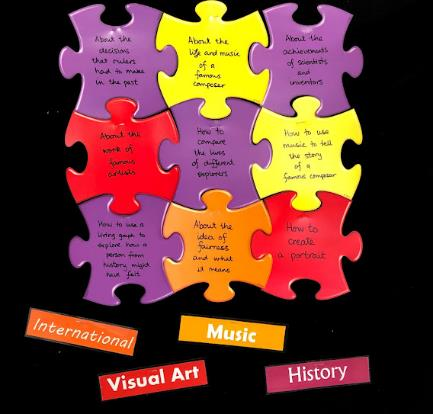 About the
decisions
that rulers
had to make
in the past
About the
life and music
of a
famous
composer
About the
achievements
of scientists
and
inventors
About the
work of
famous
artists
How to
compare
the lives
of different
explorers
How to use
music to tell
the story
of a
famous composer
How to use a
living graph to
explore how a
person from
history might
have felt
About the
idea of
fairness
and what
it means
How to
create
a portrait
International
Music
Visual Art
History